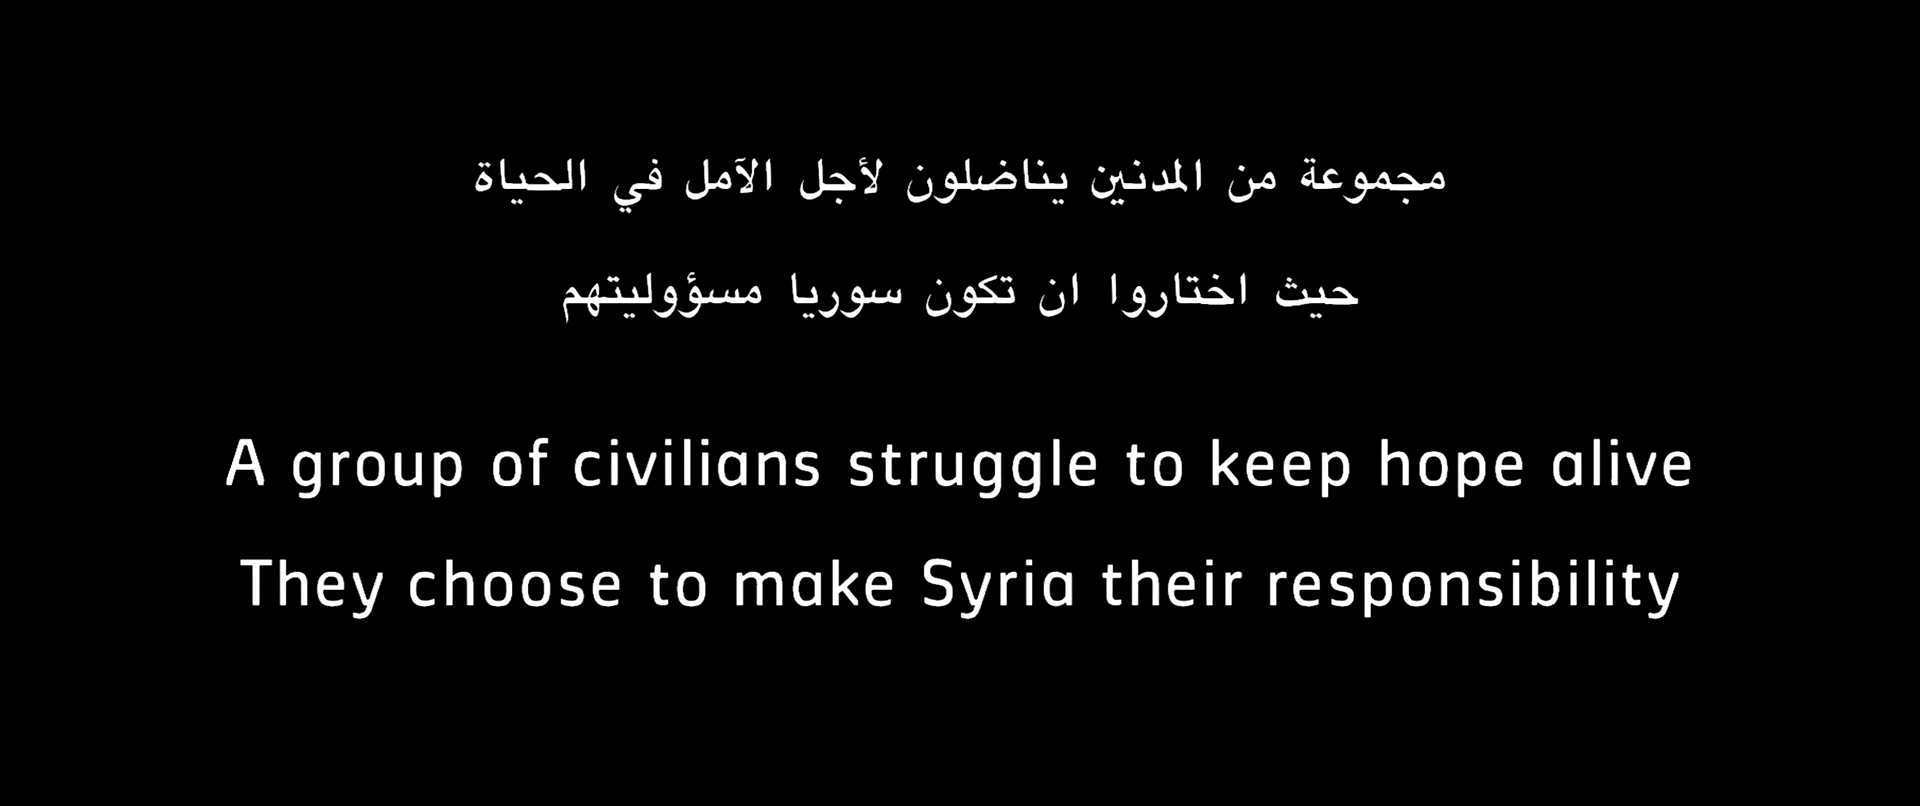 مجموعة من المدنين يناضلون لأجل الآمل في الحياة
حيث اختاروا ان تكون سوريا مسؤوليتهم
A group of civilians struggle to keep hope alive
They choose to make Syria their responsibility